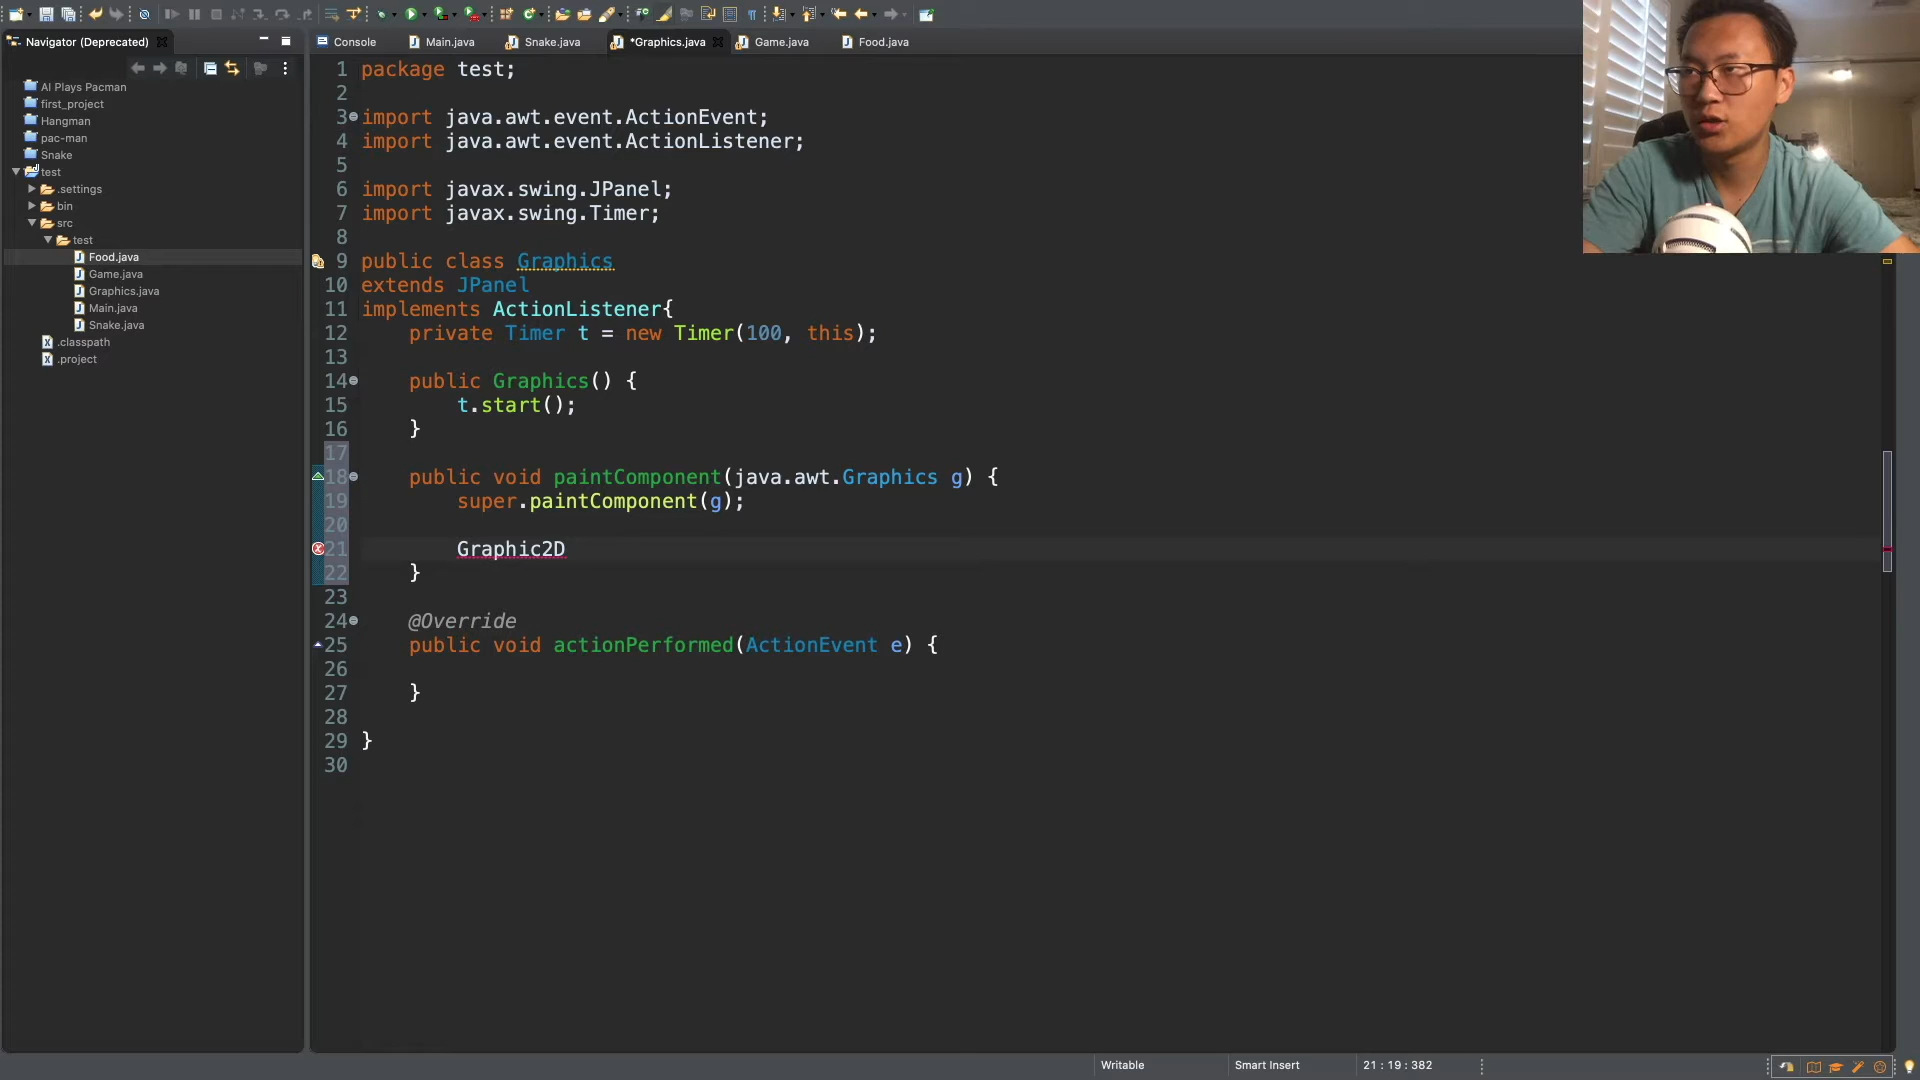 Navigator (Deprecated)
Console
Main.java
Snake.java
*Graphics.java
Game.java
Food.java
AI Plays Pacman
first_project
Hangman
pac-man
Snake
test
.settings
bin
src
test
Food.java
Game.java
Graphics.java
Main.java
Snake.java
.classpath
.project
1 package test;
2
3 import java.awt.event.ActionEvent;
4 import java.awt.event.ActionListener;
5
6 import javax.swing.JPanel;
7 import javax.swing.Timer;
8
9 public class Graphics
10 extends JPanel
11 implements ActionListener{
12 private Timer t = new Timer(100, this);
13
14 public Graphics() {
15 t.start();
16 }
17
18 public void paintComponent(java.awt.Graphics g) {
19 super.paintComponent(g);
20
21 Graphic2D
22 }
23
24 @Override
25 public void actionPerformed(ActionEvent e) {
26
27 }
28
29 }
30
Writable
Smart Insert
21 : 19 : 382